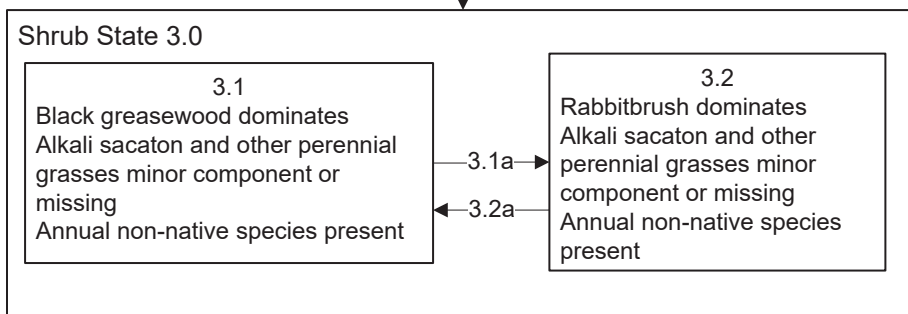 Shrub State 3.0
3.1
Black greasewood dominates
Alkali sacaton and other perennial
grasses minor component or
missing
Annual non-native species present
3.1a
3.2a
3.2
Rabbitbrush dominates
Alkali sacaton and other
perennial grasses minor
component or missing
Annual non-native species
present